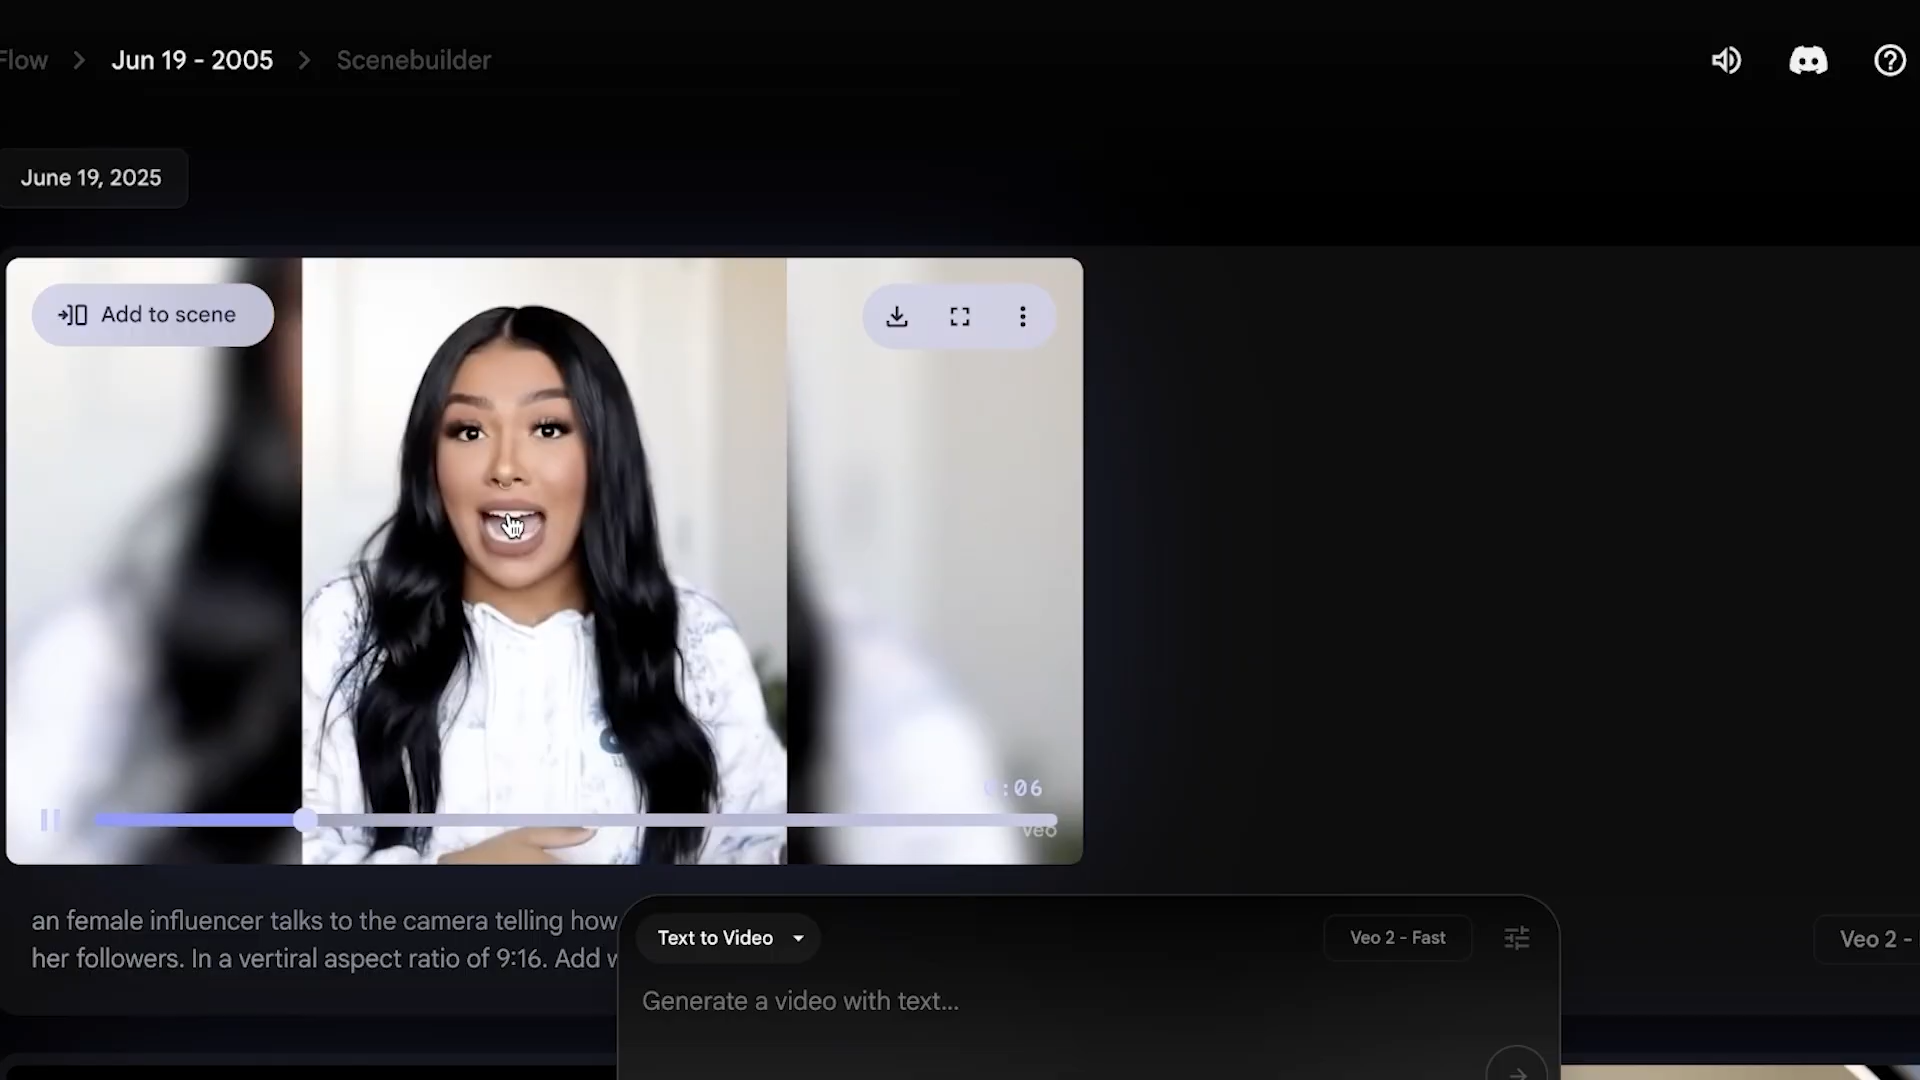 Flow > Jun 19 - 2005 > Scenebuilder
June 19, 2025
Add to scene
:06
Veo
an female influencer talks to the camera telling how
her followers. In a vertiral aspect ratio of 9:16. Add
Text to Video
Veo 2 - Fast
Veo 2 -
Generate a video with text...